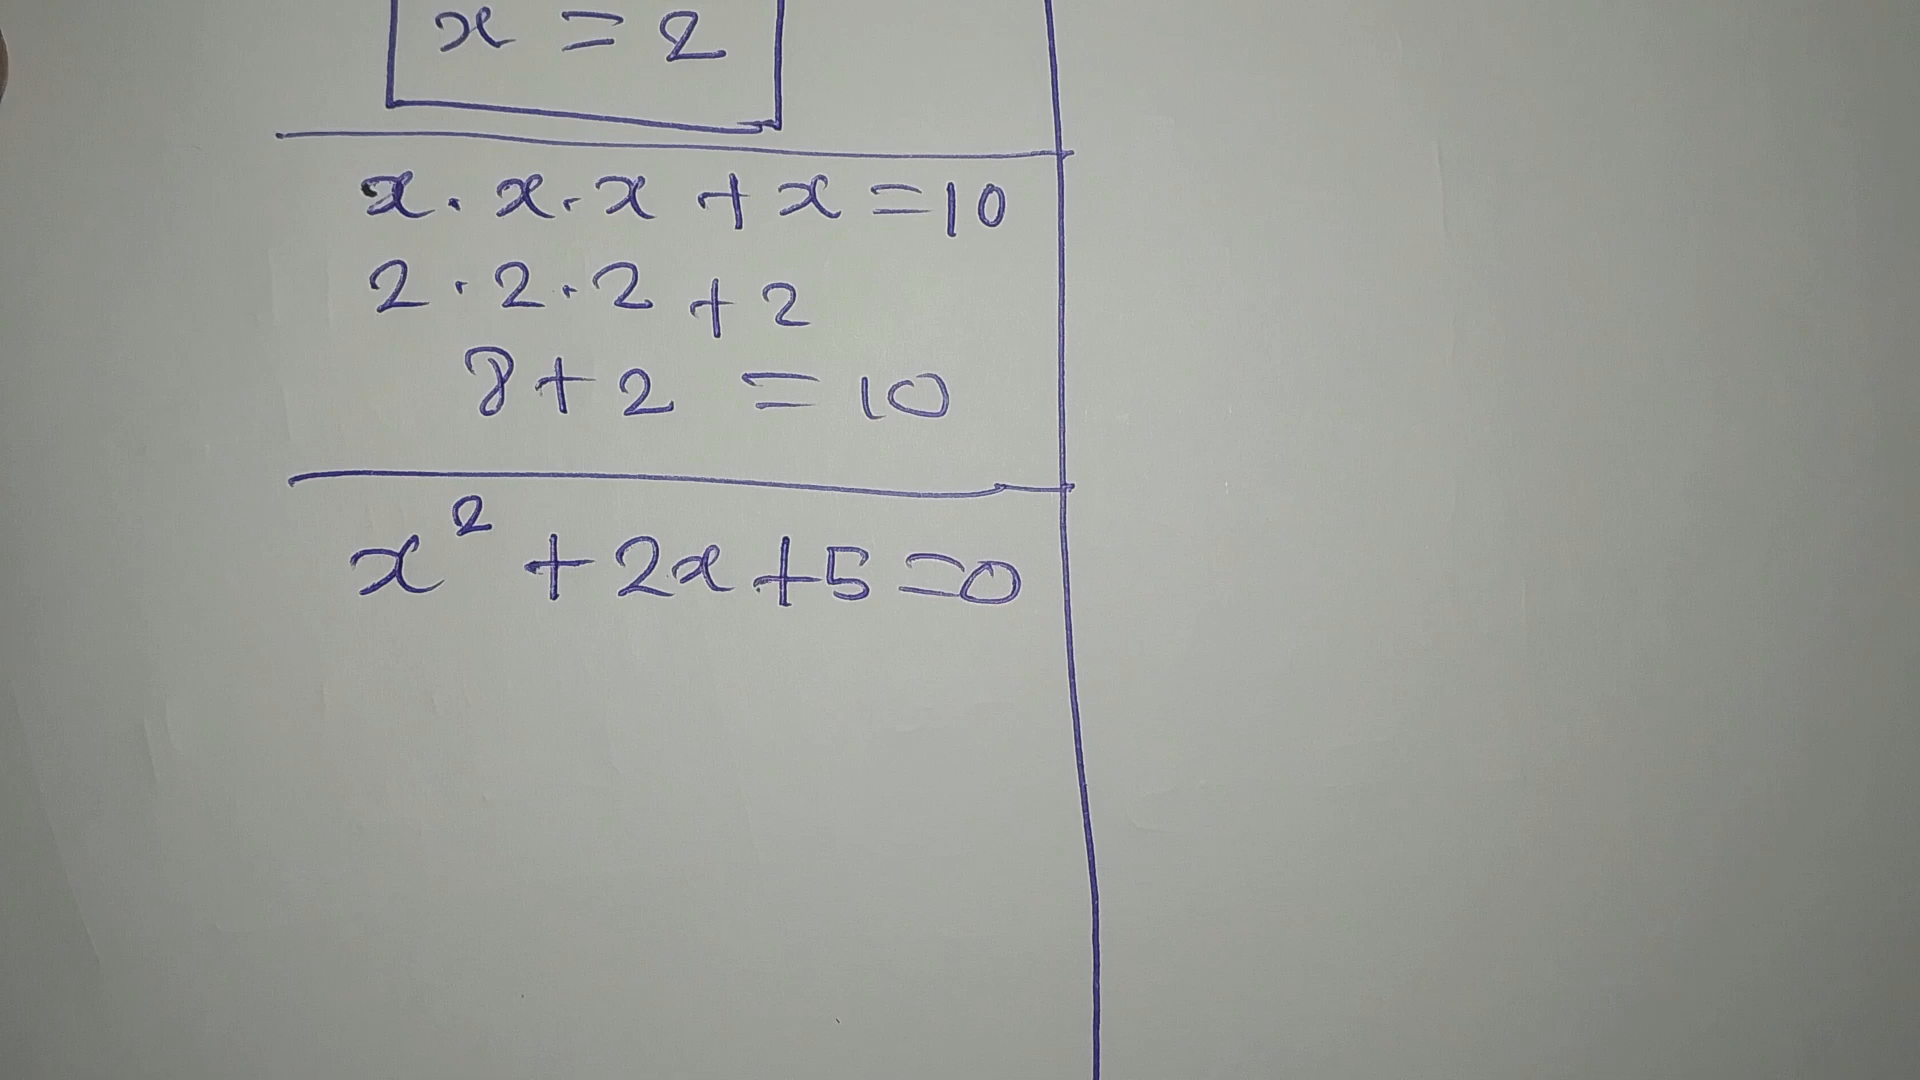 x = 2
x . x . x + x = 10
2 . 2 . 2 + 2
8 + 2 = 10
x² + 2x + 5 = 0